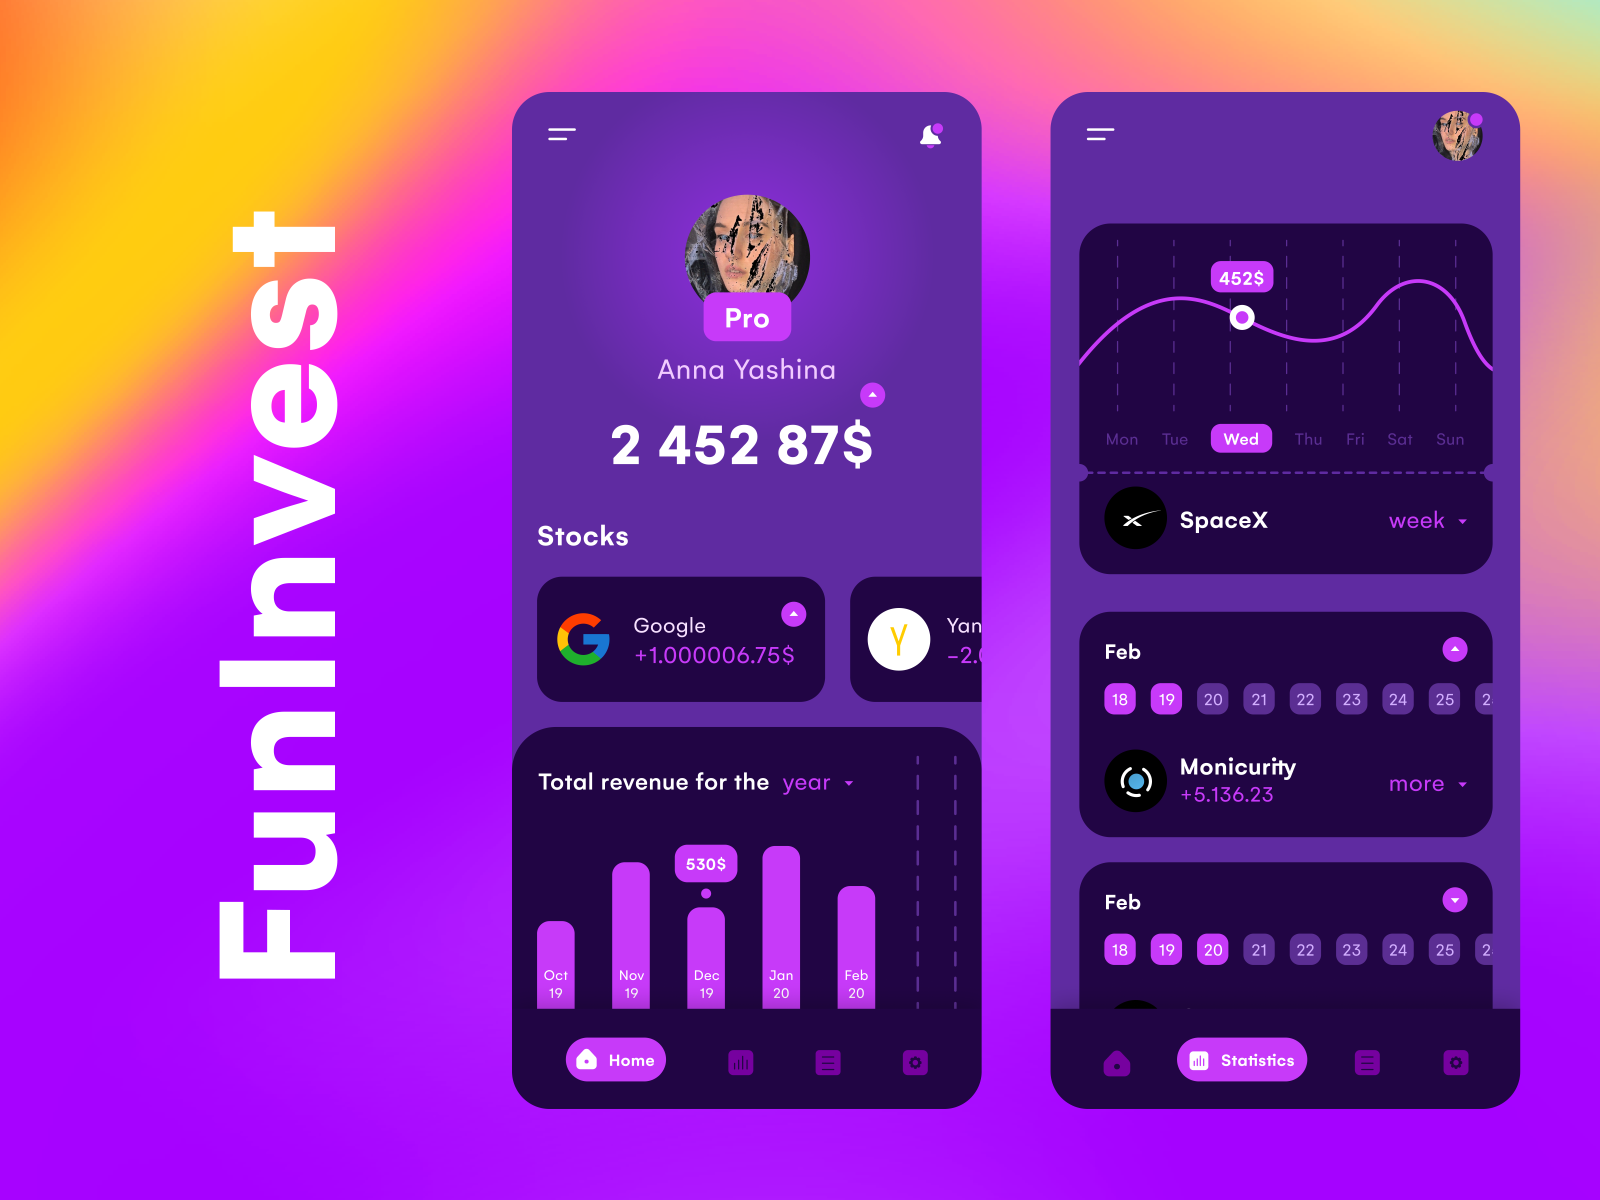 FunInvest
Pro
Anna Yashina
2 452 87$
Stocks
Google
+1.000006.75$
Yan
-2.0
Total revenue for the year
530$
Oct 19
Nov 19
Dec 19
Jan 20
Feb 20
Home
452$
Mon Tue Wed Thu Fri Sat Sun
SpaceX
week
Feb
18 19 20 21 22 23 24 25 2
Monicurity
+5.136.23
more
Feb
18 19 20 21 22 23 24 25 2
Statistics